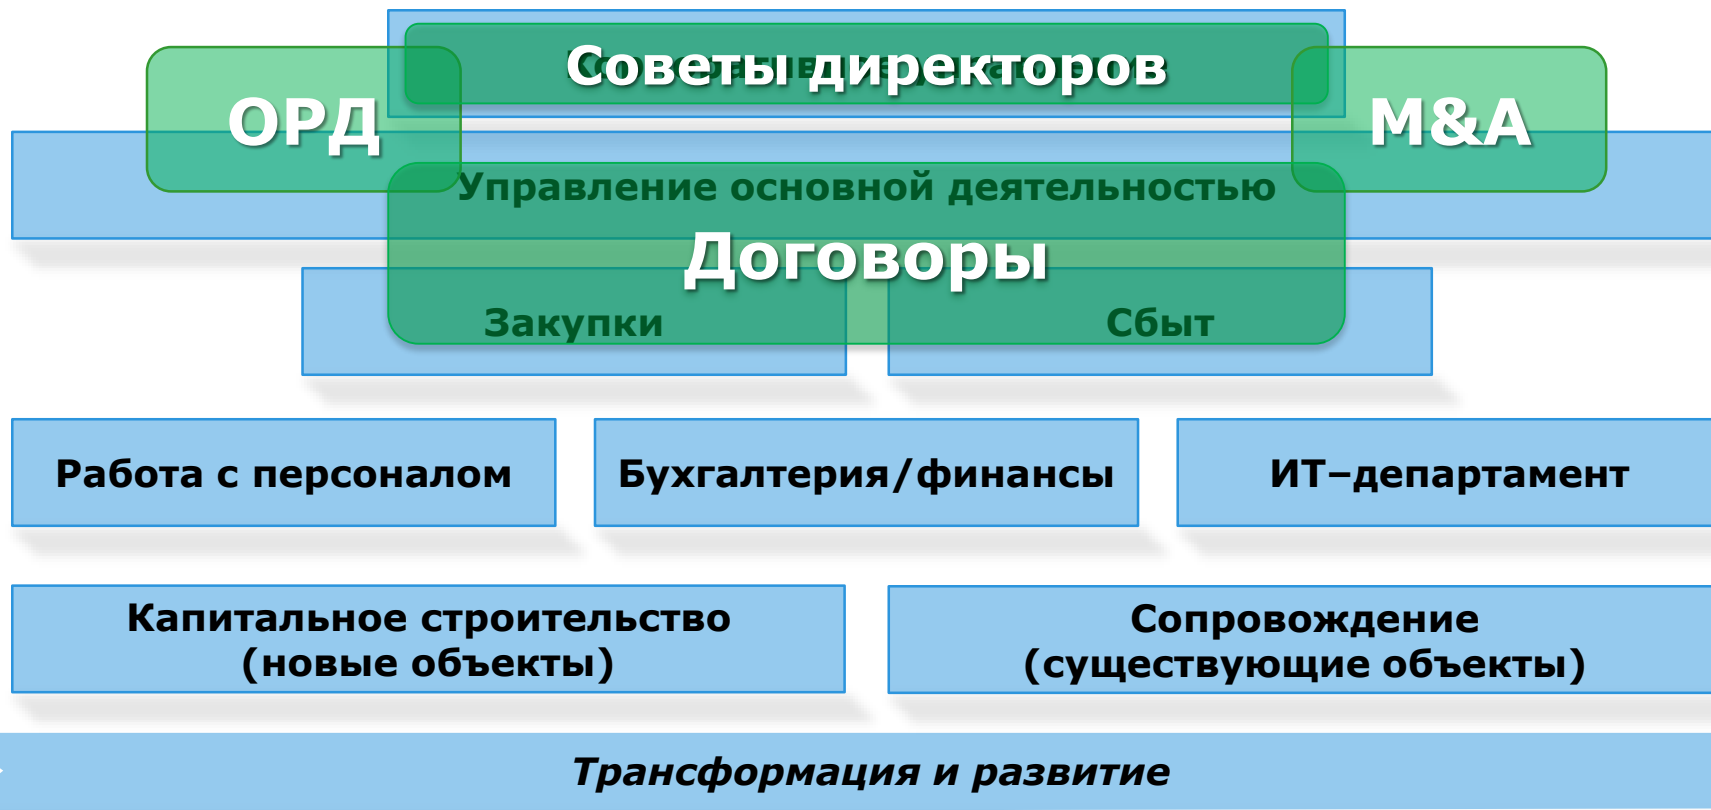 Советы директоров
ОРД
M&A
Управление основной деятельностью
Договоры
Закупки
Сбыт
Работа с персоналом
Бухгалтерия/финансы
ИТ–департамент
Капитальное строительство
(новые объекты)
Сопровождение
(существующие объекты)
Трансформация и развитие